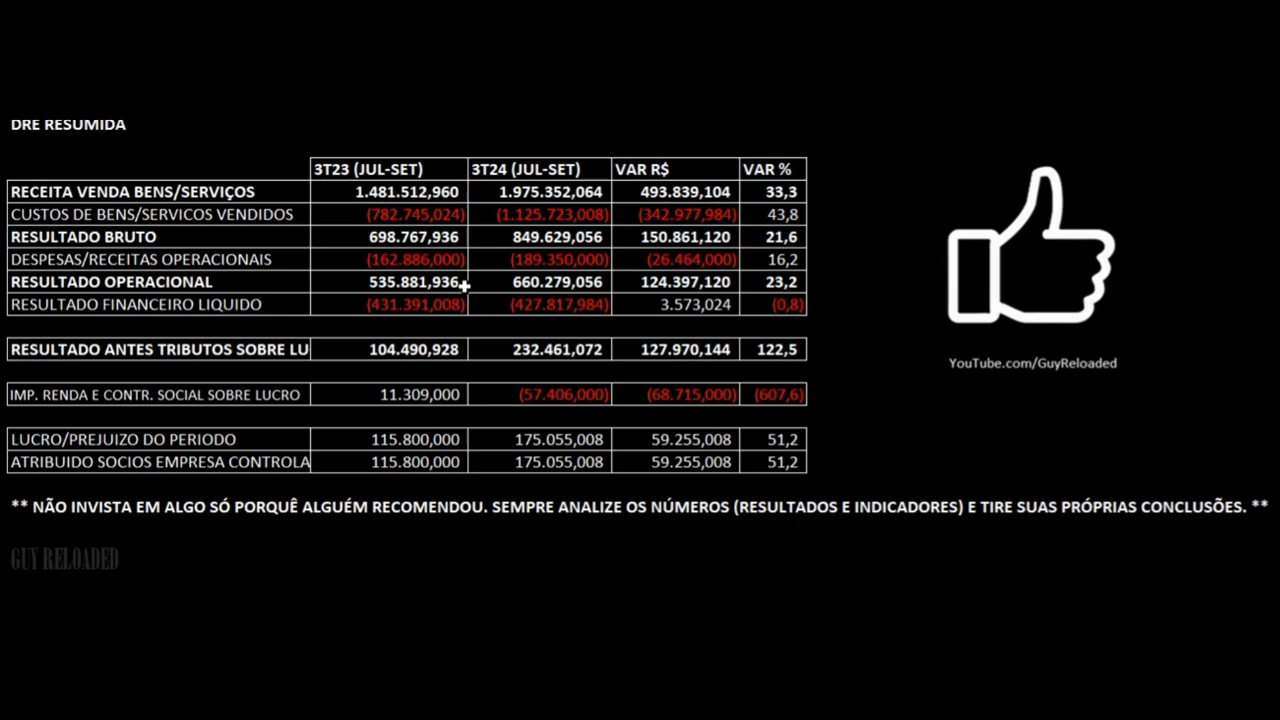 DRE RESUMIDA
3T23 (JUL-SET) 3T24 (JUL-SET) VAR R$ VAR %
RECEITA VENDA BENS/SERVIÇOS 1.481.512,960 1.975.352,064 493.839,104 33,3
CUSTOS DE BENS/SERVICOS VENDIDOS (782.745,024) (1.125.723,008) (342.977,984) 43,8
RESULTADO BRUTO 698.767,936 849.629,056 150.861,120 21,6
DESPESAS/RECEITAS OPERACIONAIS (162.886,000) (189.350,000) (26.464,000) 16,2
RESULTADO OPERACIONAL 535.881,936 660.279,056 124.397,120 23,2
RESULTADO FINANCEIRO LIQUIDO (431.391,008) (427.817,984) 3.573,024 (0,8)
RESULTADO ANTES TRIBUTOS SOBRE LU 104.490,928 232.461,072 127.970,144 122,5
IMP. RENDA E CONTR. SOCIAL SOBRE LUCRO 11.309,000 (57.406,000) (68.715,000) (607,6)
LUCRO/PREJUIZO DO PERIODO 115.800,000 175.055,008 59.255,008 51,2
ATRIBUIDO SOCIOS EMPRESA CONTROLA 115.800,000 175.055,008 59.255,008 51,2
YouTube.com/GuyReloaded
** NÃO INVISTA EM ALGO SÓ PORQUÊ ALGUÉM RECOMENDOU. SEMPRE ANALIZE OS NÚMEROS (RESULTADOS E INDICADORES) E TIRE SUAS PRÓPRIAS CONCLUSÕES. **
GUY RELOADED